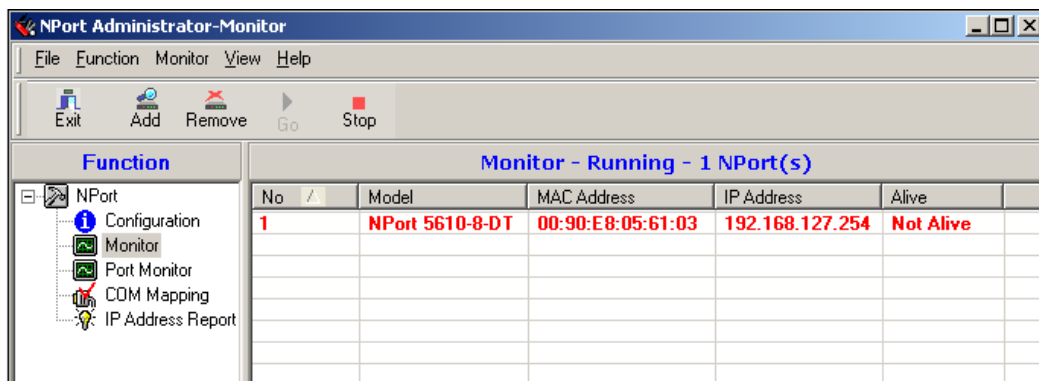 NPort Administrator-Monitor
File Function Monitor View Help
Exit Add Remove Go Stop
Function
Monitor - Running - 1 NPort(s)
NPort
Configuration
Monitor
Port Monitor
COM Mapping
IP Address Report
No Model MAC Address IP Address Alive
1 NPort 5610-8-DT 00:90:E8:05:61:03 192.168.127.254 Not Alive